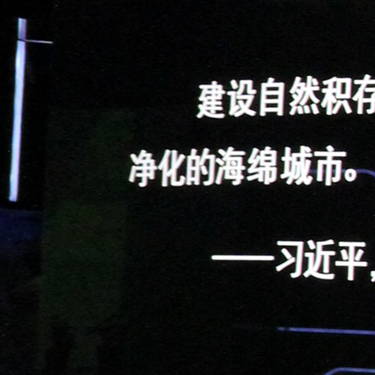 建设自然积存
净化的海绵城市。
——习近平，